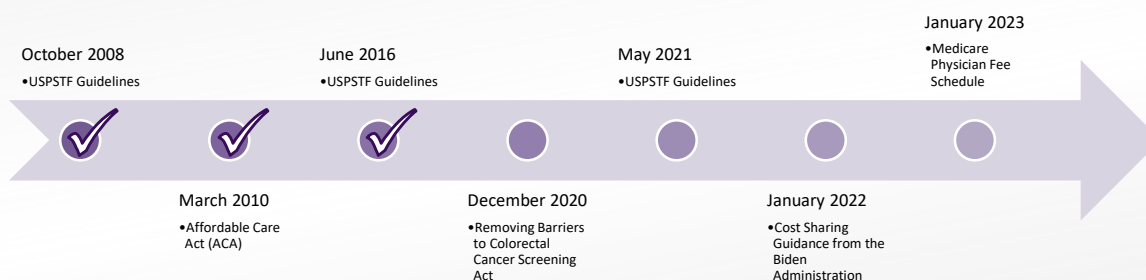 October 2008
•USPSTF Guidelines
March 2010
•Affordable Care
Act (ACA)
June 2016
•USPSTF Guidelines
December 2020
•Removing Barriers
to Colorectal
Cancer Screening
Act
May 2021
•USPSTF Guidelines
January 2022
•Cost Sharing
Guidance from the
Biden
Administration
January 2023
•Medicare
Physician Fee
Schedule